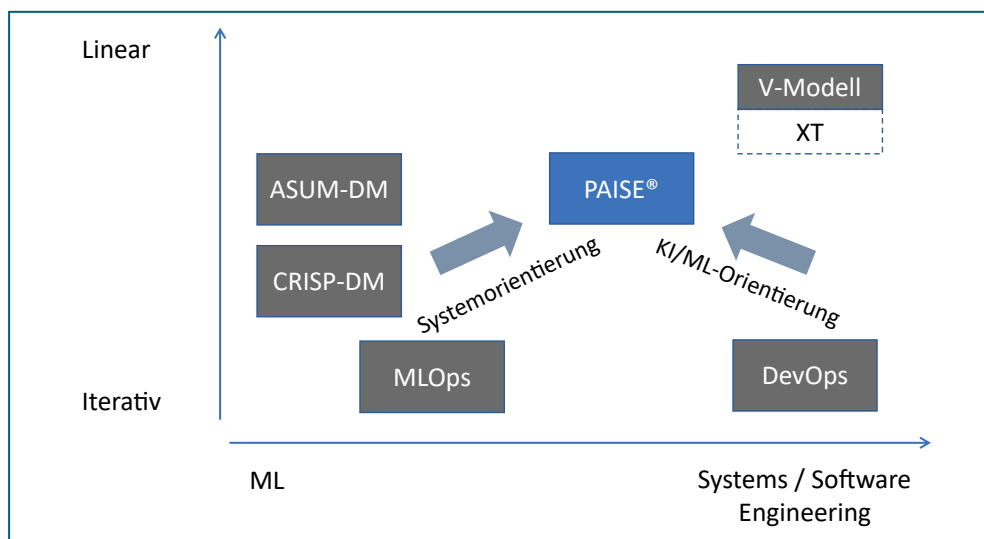 Linear
V-Modell
XT
ASUM-DM
PAISE®
CRISP-DM
Systemorientierung
KI/ML-Orientierung
MLOps
DevOps
Iterativ
ML
Systems / Software
Engineering